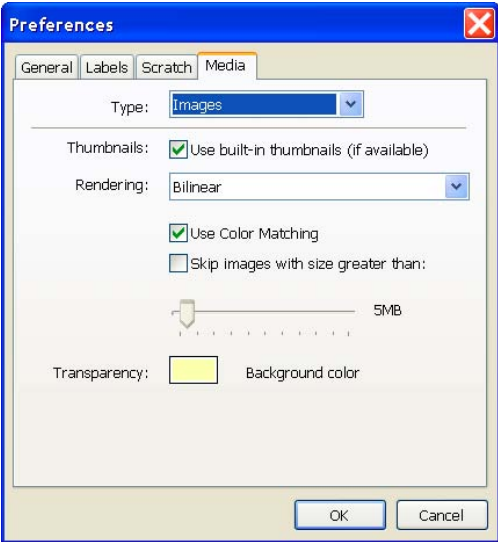 Preferences
General Labels Scratch Media
Type: Images
Thumbnails: Use built-in thumbnails (if available)
Rendering: Bilinear
Use Color Matching
Skip images with size greater than:
5MB
Transparency: Background color
OK Cancel